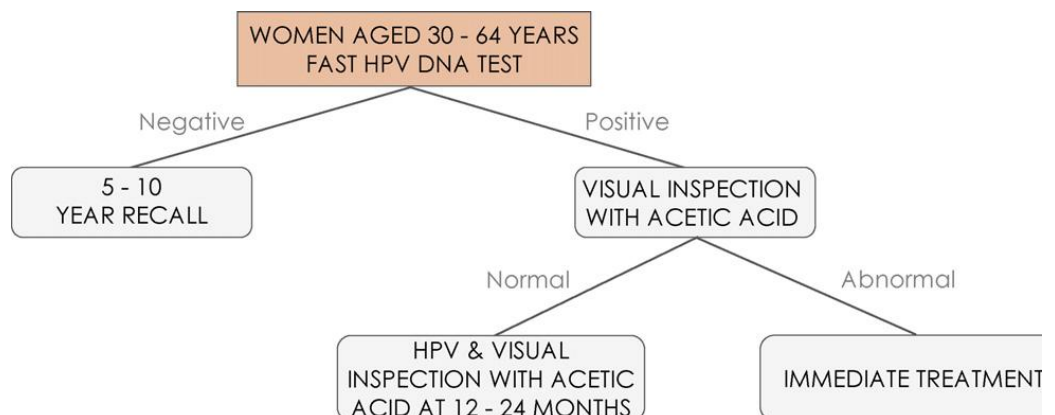 WOMEN AGED 30 - 64 YEARS
FAST HPV DNA TEST
Negative
Positive
5 - 10
YEAR RECALL
VISUAL INSPECTION
WITH ACETIC ACID
Normal
Abnormal
HPV & VISUAL
INSPECTION WITH ACETIC
ACID AT 12 - 24 MONTHS
IMMEDIATE TREATMENT